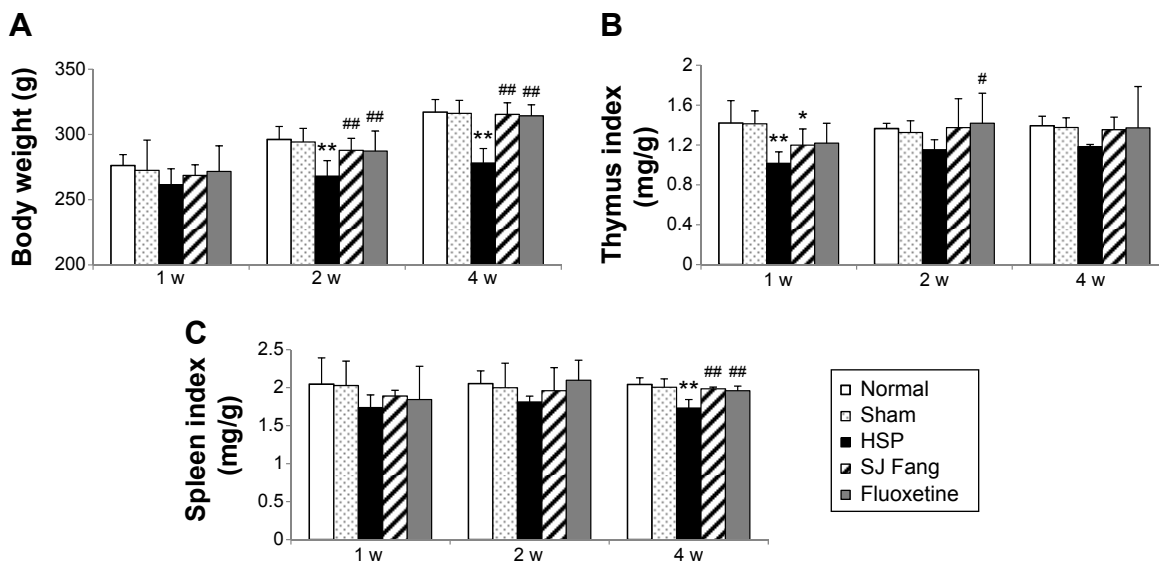 A
Body weight (g)
350
300
250
200
##
##
**
##
##
**
1 w
2 w
4 w
B
Thymus index
(mg/g)
2
1.6
1.2
0.8
0.4
0
**
*
#
1 w
2 w
4 w
C
Spleen index
(mg/g)
2.5
2
1.5
1
0.5
0
**
##
##
1 w
2 w
4 w
Normal
Sham
HSP
SJ Fang
Fluoxetine